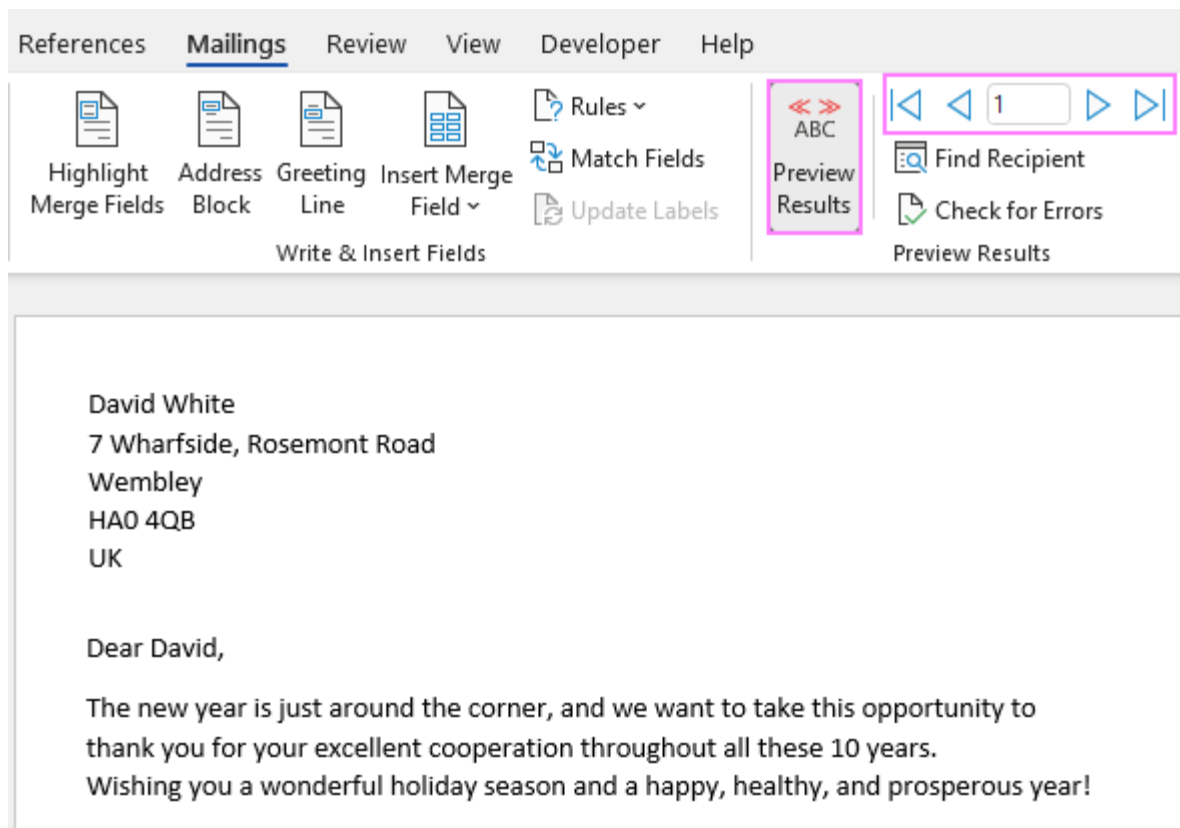 References Mailings Review View Developer Help
Highlight Merge Fields
Address Block
Greeting Line
Insert Merge Field
Rules
Match Fields
Update Labels
Write & Insert Fields
ABC
Preview Results
1
Find Recipient
Check for Errors
Preview Results
David White
7 Wharfside, Rosemont Road
Wembley
HA0 4QB
UK
Dear David,
The new year is just around the corner, and we want to take this opportunity to
thank you for your excellent cooperation throughout all these 10 years.
Wishing you a wonderful holiday season and a happy, healthy, and prosperous year!